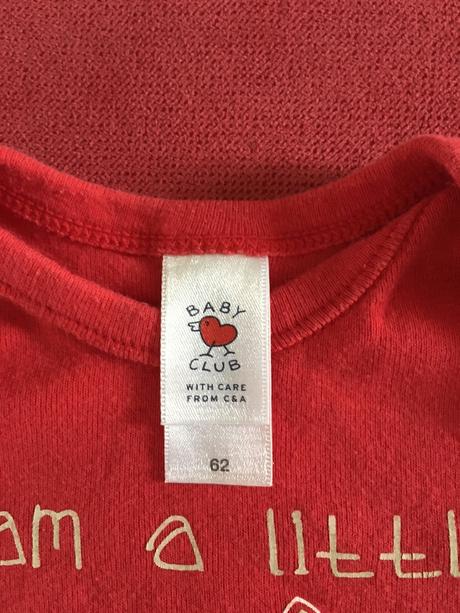 BABY
CLUB
WITH CARE
FROM C&A
62
am a littl